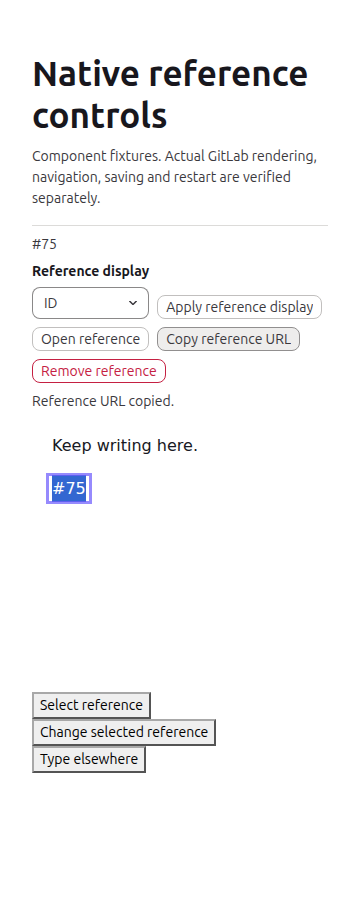 Native reference
controls
Component fixtures. Actual GitLab rendering,
navigation, saving and restart are verified
separately.
#75
Reference display
ID
Apply reference display
Open reference
Copy reference URL
Remove reference
Reference URL copied.
Keep writing here.
#75
Select reference
Change selected reference
Type elsewhere